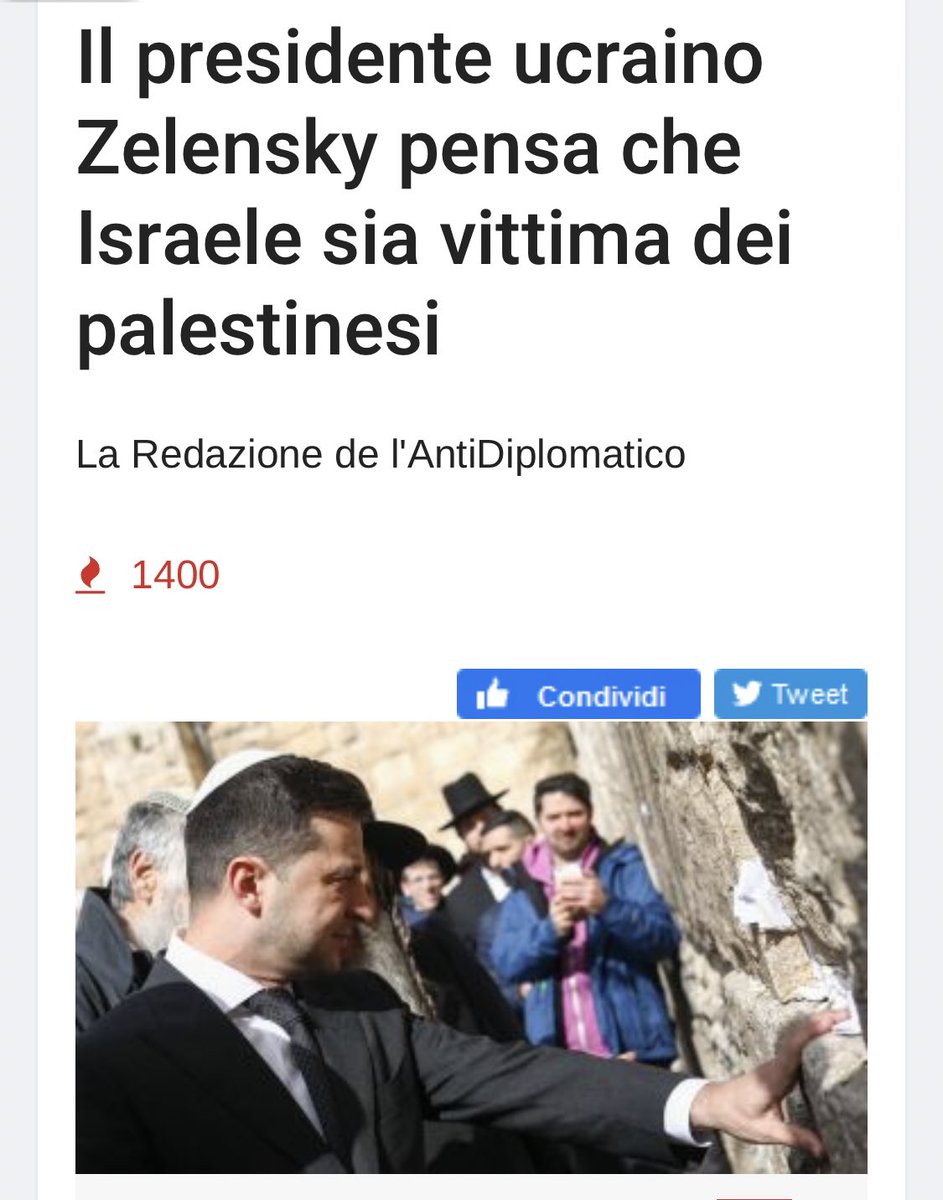 Il presidente ucraino
Zelensky pensa che
Israele sia vittima dei
palestinesi
La Redazione de l'AntiDiplomatico
1400
Condividi
Tweet